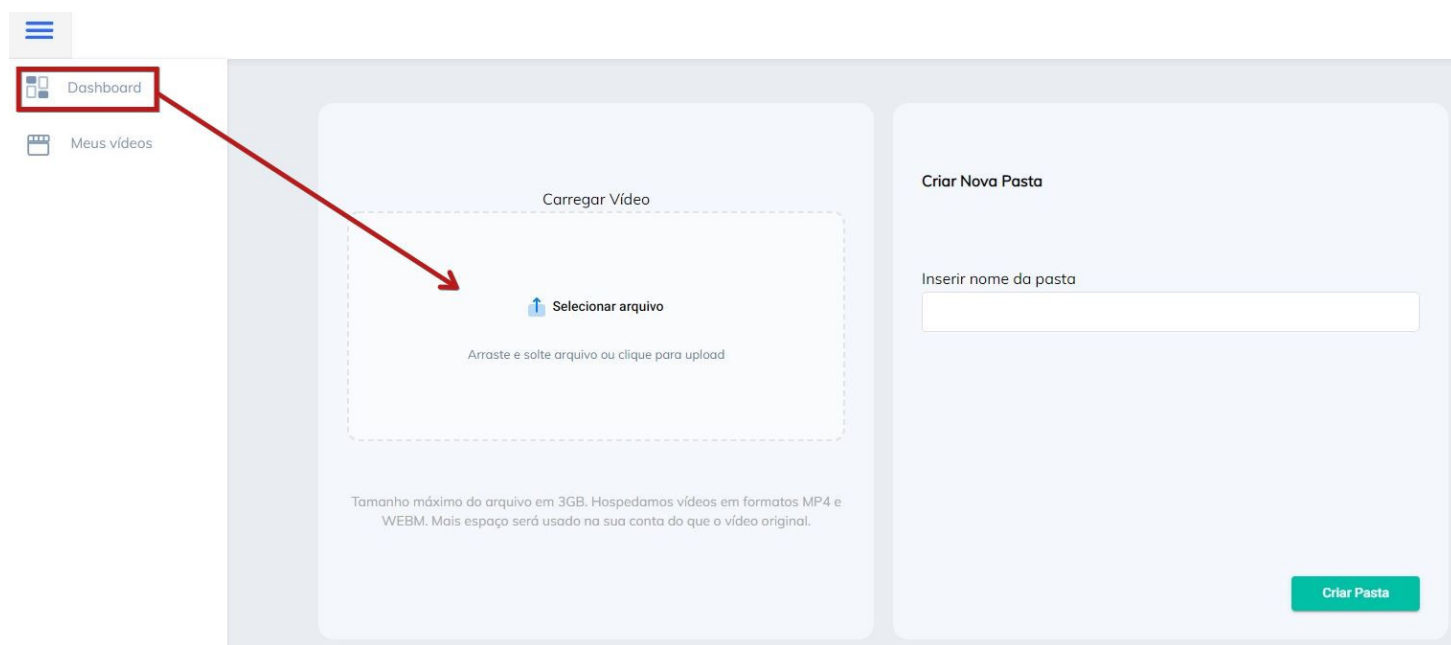 Dashboard
Meus vídeos
Carregar Vídeo
Selecionar arquivo
Arraste e solte arquivo ou clique para upload
Tamanho máximo do arquivo em 3GB. Hospedamos vídeos em formatos MP4 e
WEBM. Mais espaço será usado na sua conta do que o vídeo original.
Criar Nova Pasta
Inserir nome da pasta
Criar Pasta